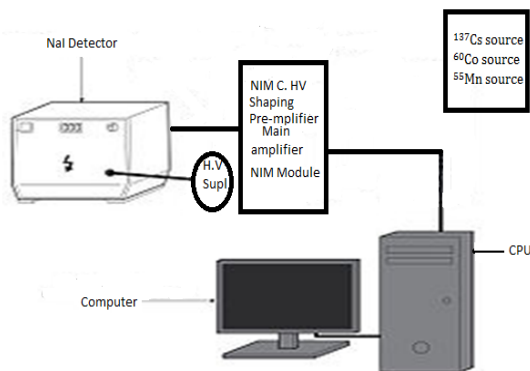 NaI Detector
¹³⁷Cs source
⁶⁰Co source
⁵⁵Mn source
NIM C. HV
Shaping
Pre-mplifier
Main
amplifier
NIM Module
H.V
Supl
CPU
Computer